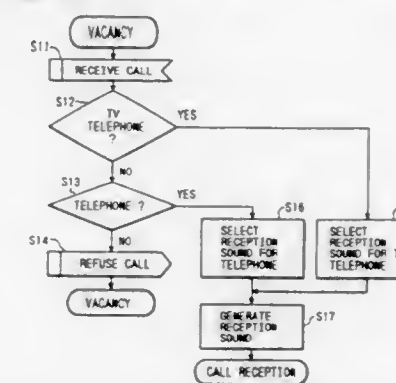 VACANCY
S11
RECEIVE CALL
S12
TV
TELEPHONE
?
YES
NO
S13
TELEPHONE ?
YES
NO
S14
REFUSE CALL
VACANCY
S16
SELECT
RECEPTION
SOUND FOR
TELEPHONE
SELECT
RECEPTION
SOUND FOR T
TELEPHONE
GENERATE
RECEPTION
SOUND
S17
CALL RECEPTION